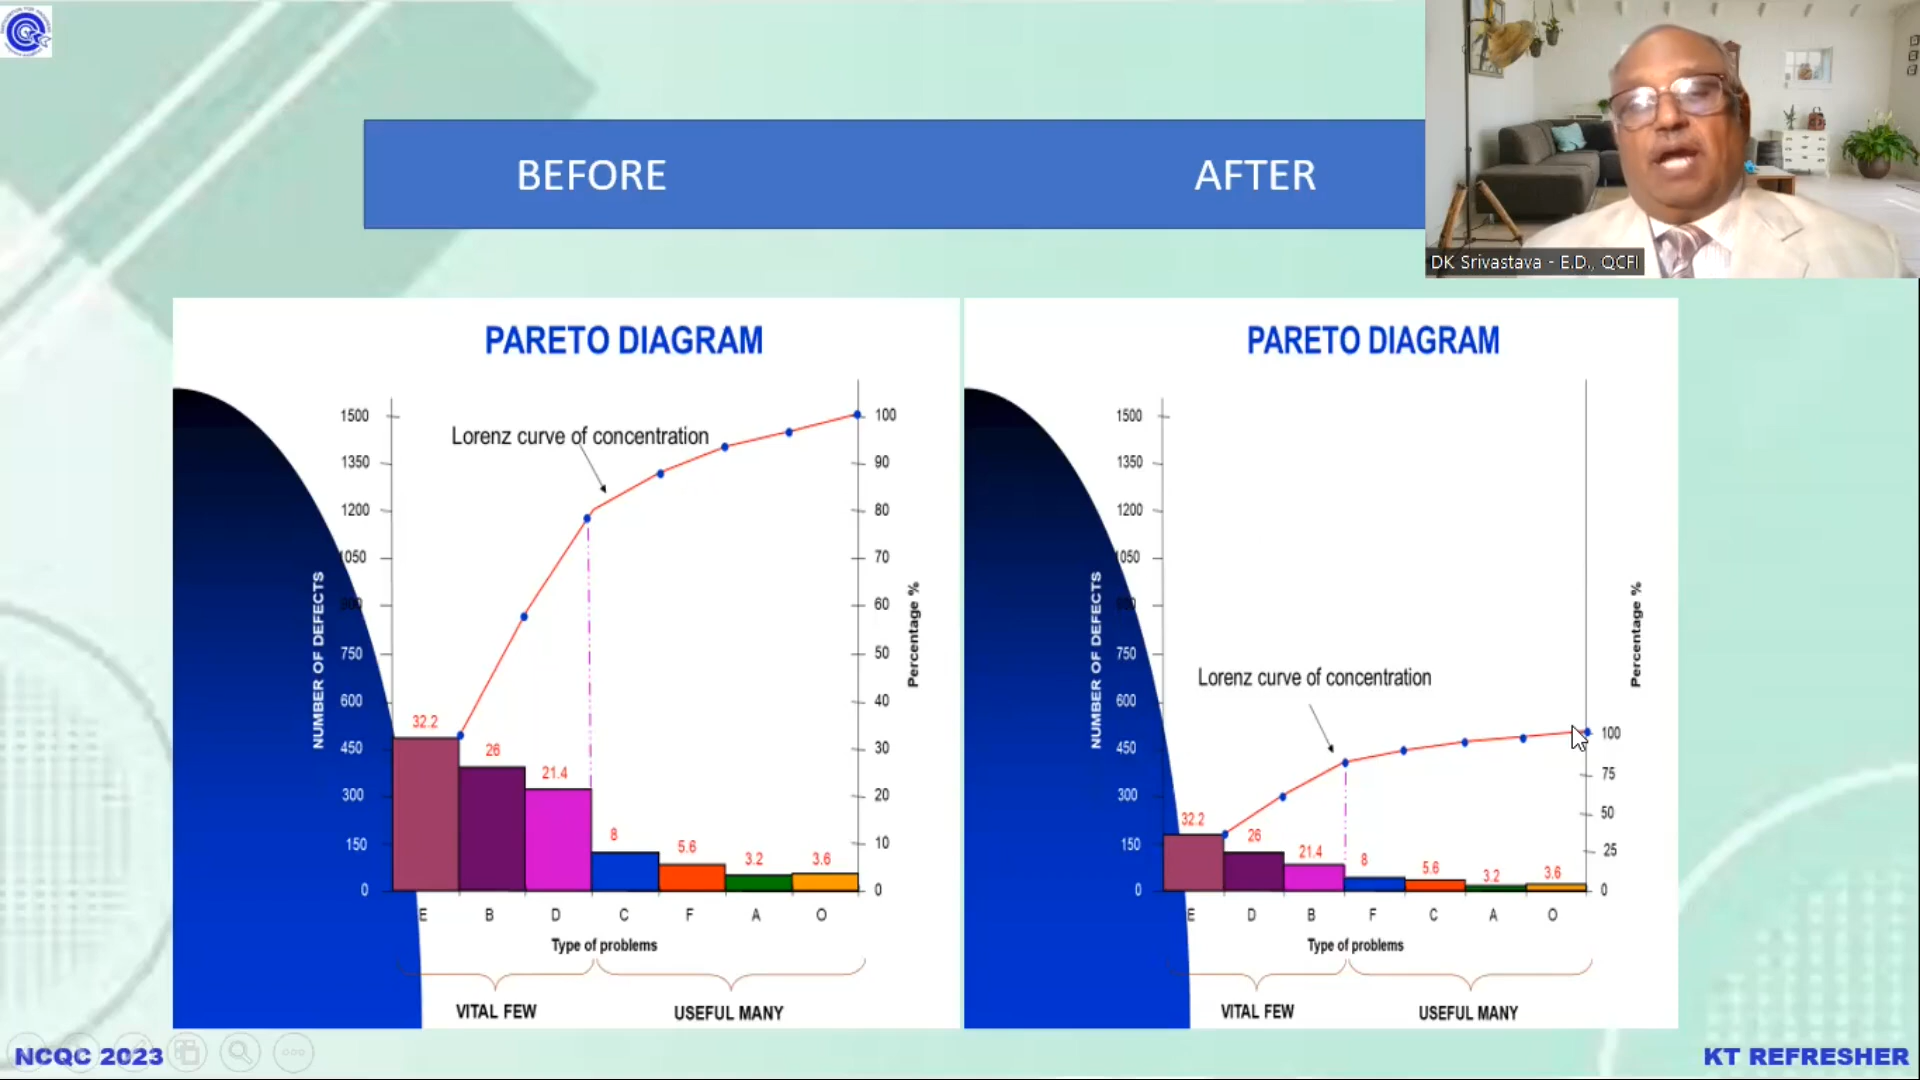 BEFORE AFTER
DK Srivastava - E.D., QCFI
PARETO DIAGRAM
Lorenz curve of concentration
NUMBER OF DEFECTS
1500
1350
1200
1050
750
600
450
300
150
0
100
90
80
70
60
50
40
30
20
10
0
Percentage %
32.2
26
21.4
8
5.6
3.2
3.6
E B D C F A O
Type of problems
VITAL FEW USEFUL MANY
PARETO DIAGRAM
Lorenz curve of concentration
NUMBER OF DEFECTS
1500
1350
1200
1050
750
600
450
300
150
0
100
75
50
25
0
Percentage %
32.2
26
21.4
8
5.6
3.2
3.6
E D B F C A O
Type of problems
VITAL FEW USEFUL MANY
NCQC 2023
KT REFRESHER